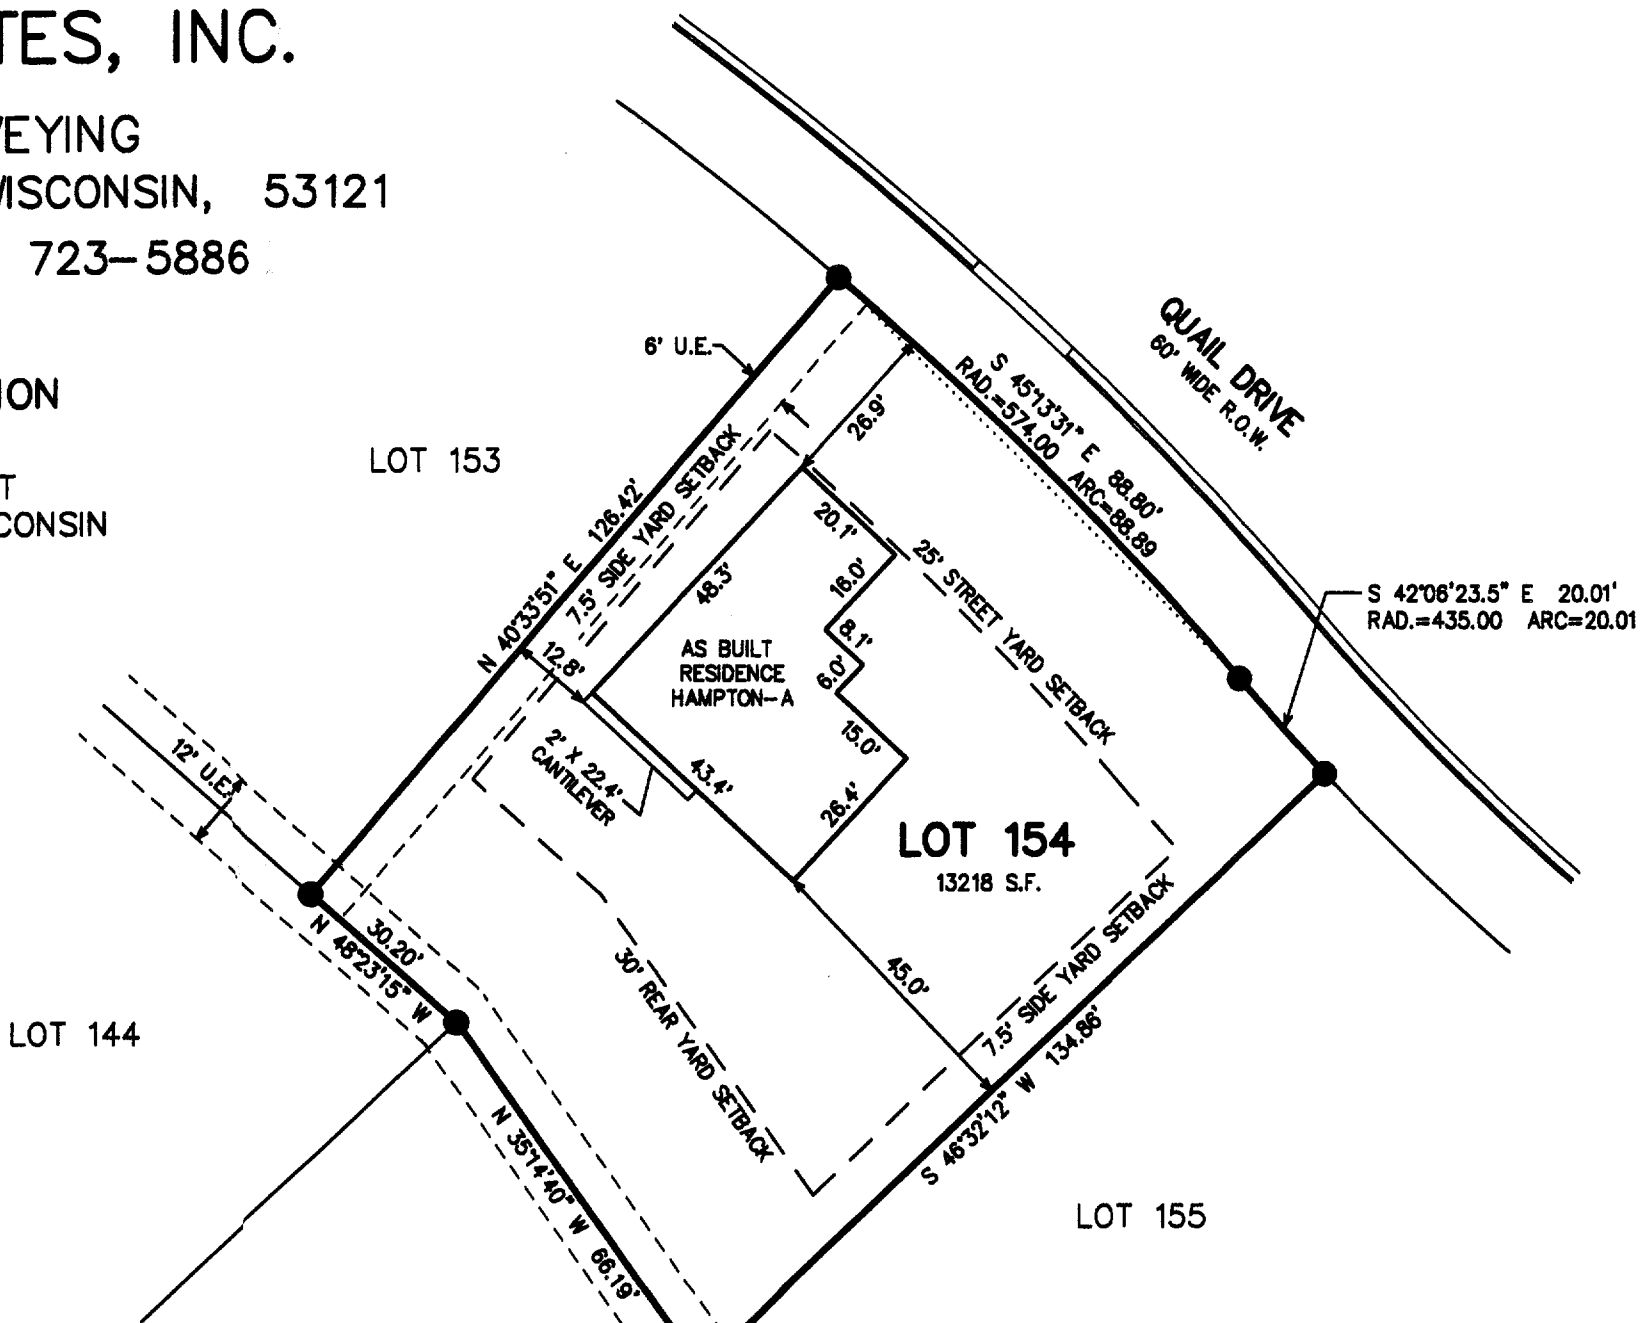 TES, INC.
VEYING
WISCONSIN, 53121
723-5886
ION
T
CONSIN
QUAIL DRIVE
60' WIDE R.O.W.
6' U.E.
LOT 153
S 45°13'31" E 88.80'
RAD.=574.00 ARC=88.89
26.9'
N 40°33'51" E 126.42'
7.5' SIDE YARD SETBACK
20.1'
48.3'
16.0'
25' STREET YARD SETBACK
S 42°06'23.5" E 20.01'
RAD.=435.00 ARC=20.01
8.1'
12.8'
AS BUILT
RESIDENCE
HAMPTON-A
6.0'
15.0'
12' U.E.
2' X 22.4'
CANTILEVER
43.4'
26.4'
LOT 154
13218 S.F.
30.20'
N 48°23'15" W
30' REAR YARD SETBACK
45.0'
7.5' SIDE YARD SETBACK
S 46°32'12" W 134.86'
LOT 144
N 35°14'40" W 66.19'
LOT 155